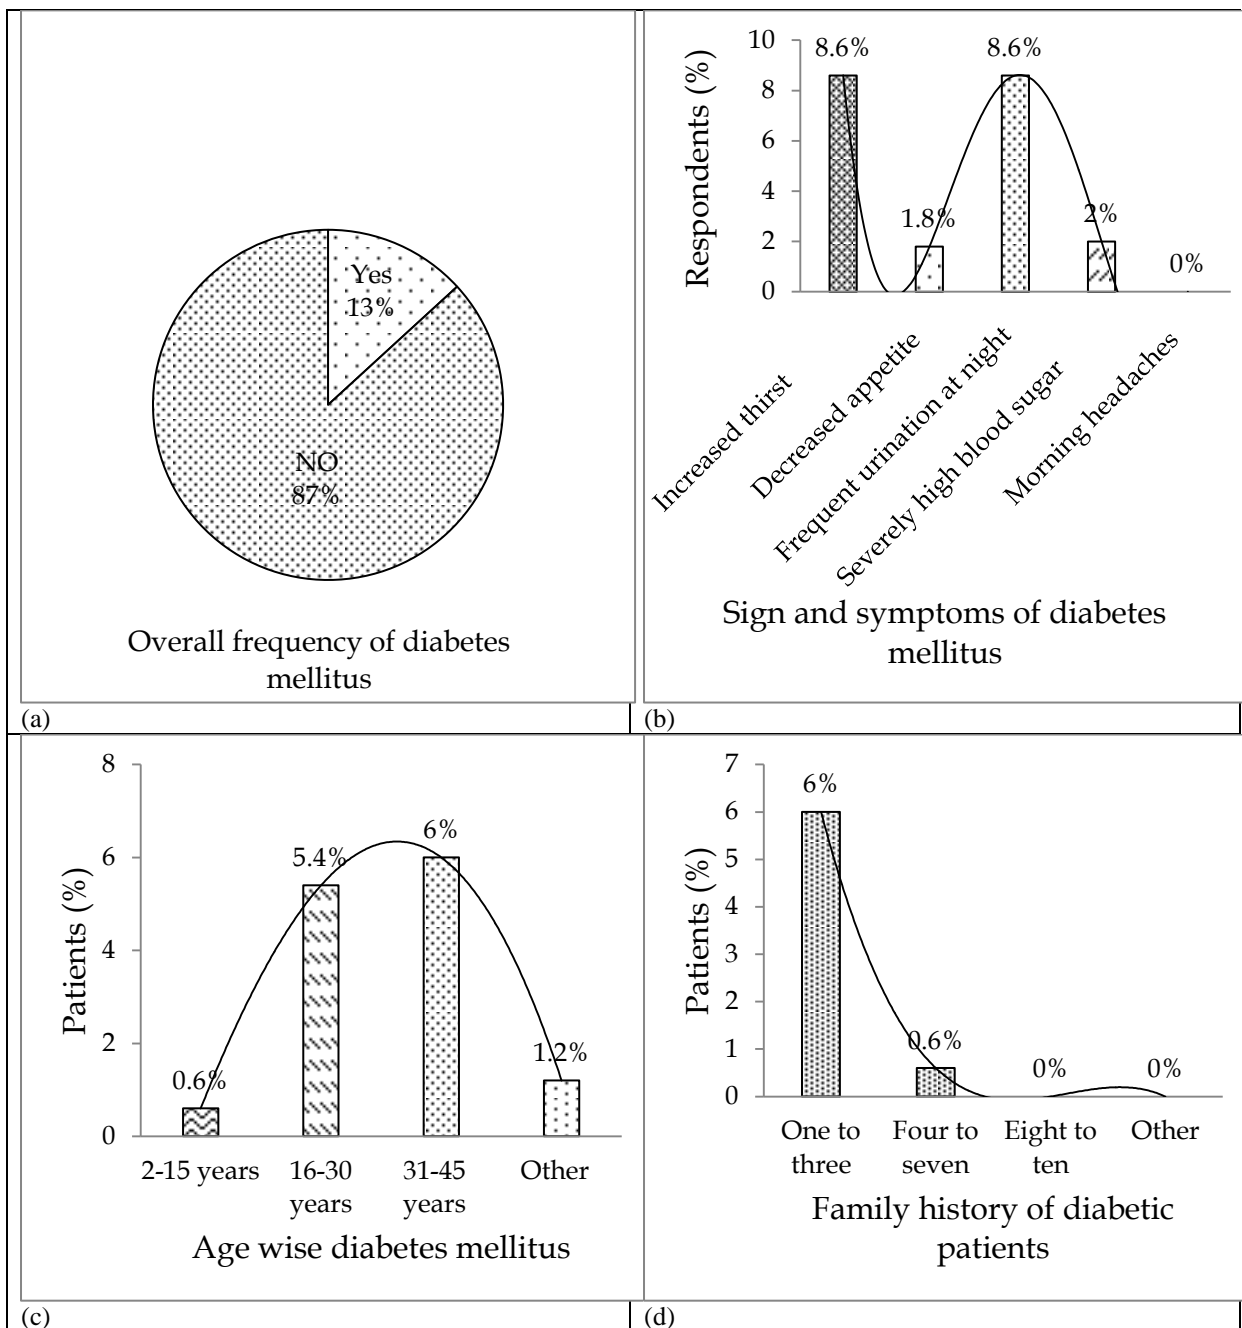 Yes
13%
NO
87%
Overall frequency of diabetes
mellitus
(a)
10
8
6
4
2
0
Respondents (%)
8.6%
1.8%
8.6%
2%
0%
Increased thirst
Decreased appetite
Frequent urination at night
Severely high blood sugar
Morning headaches
Sign and symptoms of diabetes
mellitus
(b)
8
6
4
2
0
Patients (%)
0.6%
5.4%
6%
1.2%
2-15 years
16-30
years
31-45
years
Other
Age wise diabetes mellitus
(c)
7
6
5
4
3
2
1
0
Patients (%)
6%
0.6%
0%
0%
One to
three
Four to
seven
Eight to
ten
Other
Family history of diabetic
patients
(d)